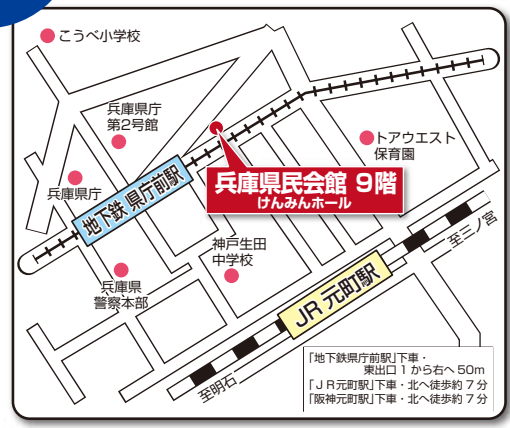 こうべ小学校
兵庫県庁
第2号館
トアウエスト
保育園
兵庫県庁
兵庫県民会館 9階
けんみんホール
地下鉄 県庁前駅
神戸生田
中学校
至三ノ宮
兵庫県
警察本部
JR 元町駅
至明石
「地下鉄県庁前駅」下車・
東出口1から右へ50m
「JR元町駅」下車・北へ徒歩約7分
「阪神元町駅」下車・北へ徒歩約7分